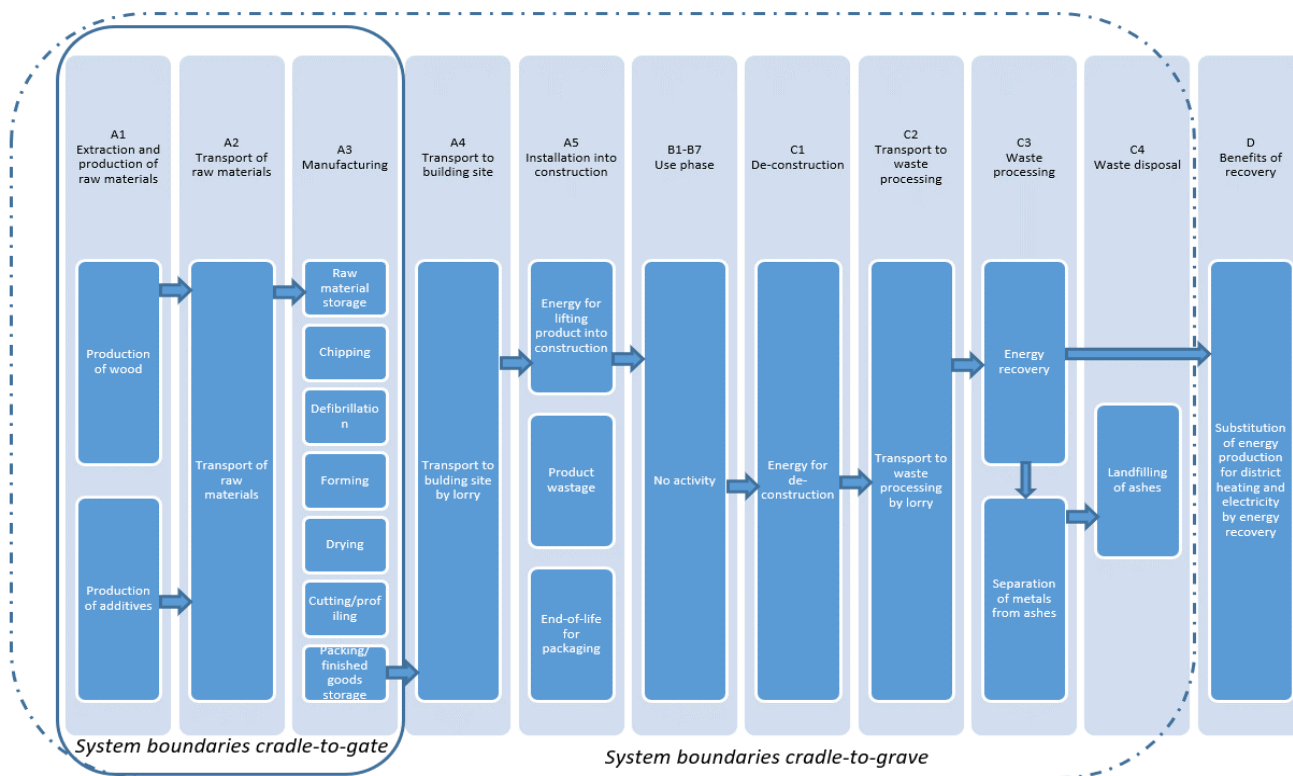 A1
Extraction and
production of
raw materials
A2
Transport of
raw materials
A3
Manufacturing
A4
Transport to
building site
A5
Installation into
construction
B1-B7
Use phase
C1
De-construction
C2
Transport to
waste
processing
C3
Waste
processing
C4
Waste disposal
D
Benefits of
recovery
Production
of wood
Production
of additives
Transport of
raw
materials
Raw
material
storage
Chipping
Defibrillatio
n
Forming
Drying
Cutting/prof
iling
Packing/
finished
goods
storage
Transport to
bulding site
by lorry
Energy for
lifting
product into
construction
Product
wastage
End-of-life
for
packaging
No activity
Energy for
de-
construction
Transport to
waste
processing
by lorry
Energy
recovery
Separation
of metals
from ashes
Landfilling
of ashes
Substitution
of energy
production
for district
heating and
electricity
by energy
recovery
System boundaries cradle-to-gate
System boundaries cradle-to-grave